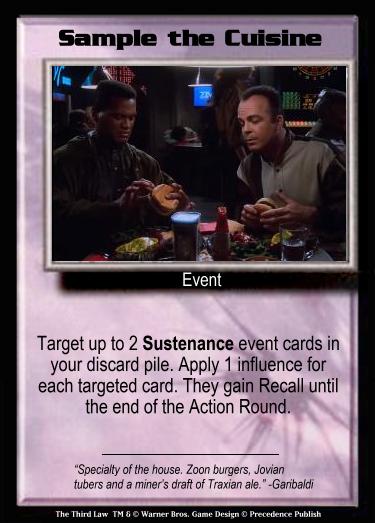 Sample the Cuisine
Event
Target up to 2 Sustenance event cards in
your discard pile. Apply 1 influence for
each targeted card. They gain Recall until
the end of the Action Round.
“Specialty of the house. Zoon burgers, Jovian
tubers and a miner’s draft of Traxian ale.” -Garibaldi
The Third Law TM & © Warner Bros. Game Design © Precedence Publish